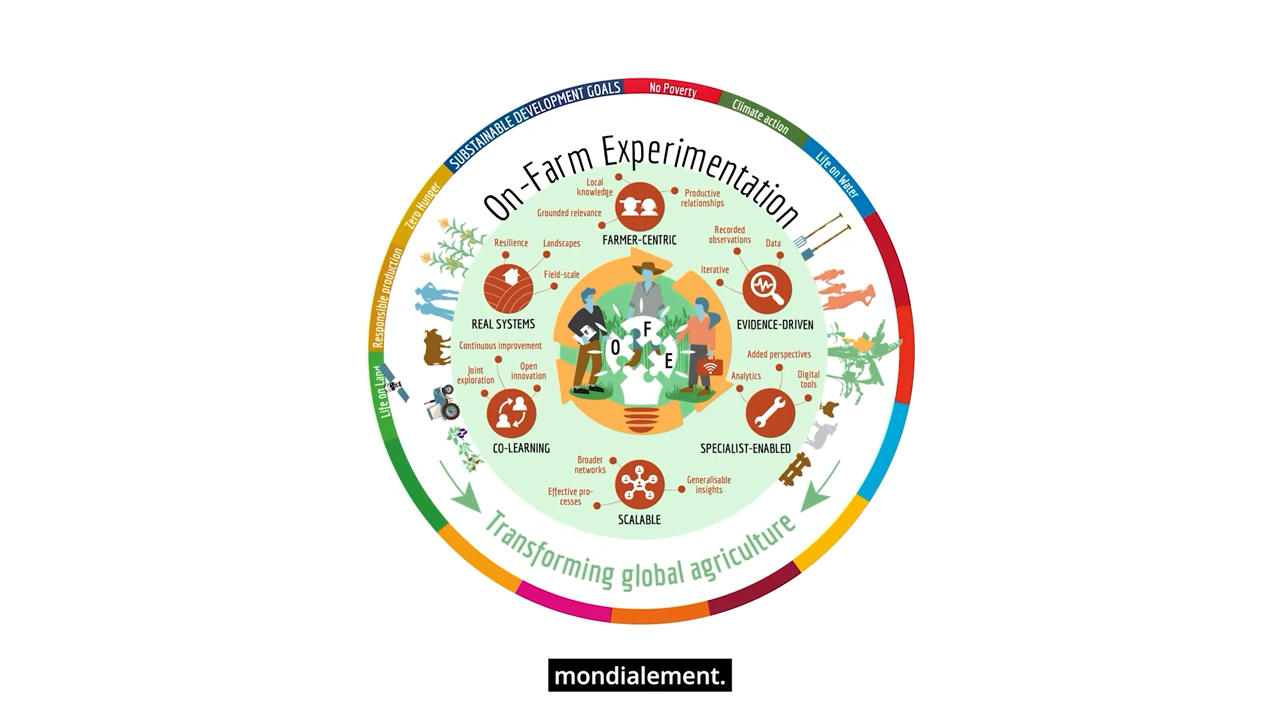 SUBSTAINABLE DEVELOPMENT GOALS
No Poverty
Climate action
Life on Water
Zero Hunger
Responsible production
Life on Land
On-Farm Experimentation
Local
knowledge
Productive
relationships
Grounded relevance
FARMER-CENTRIC
Resilience
Landscapes
Field-scale
REAL SYSTEMS
Recorded
observations
Data
Iterative
EVIDENCE-DRIVEN
O
F
E
Continuous improvement
Joint
exploration
Open
innovation
CO-LEARNING
Added perspectives
Analytics
Digital
tools
SPECIALIST-ENABLED
Broader
networks
Effective pro-
cesses
Generalisable
insights
SCALABLE
Transforming global agriculture
mondialement.